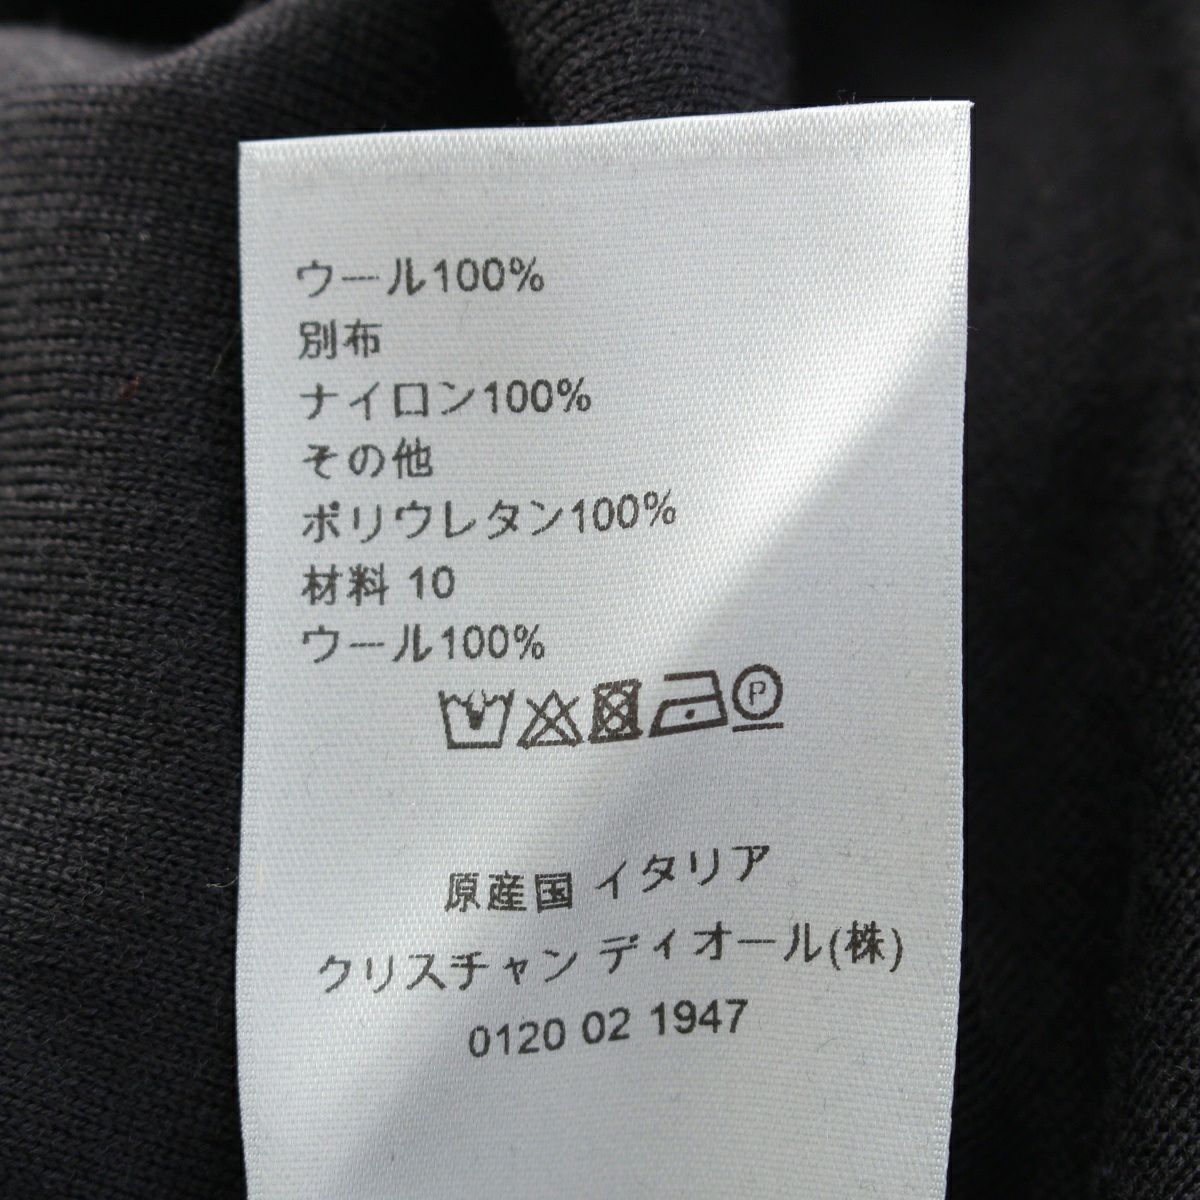 ウール100%
別布
ナイロン100%
その他
ポリウレタン100%
材料 10
ウール100%
P
原産国 イタリア
クリスチャン ディオール(株)
0120 02 1947